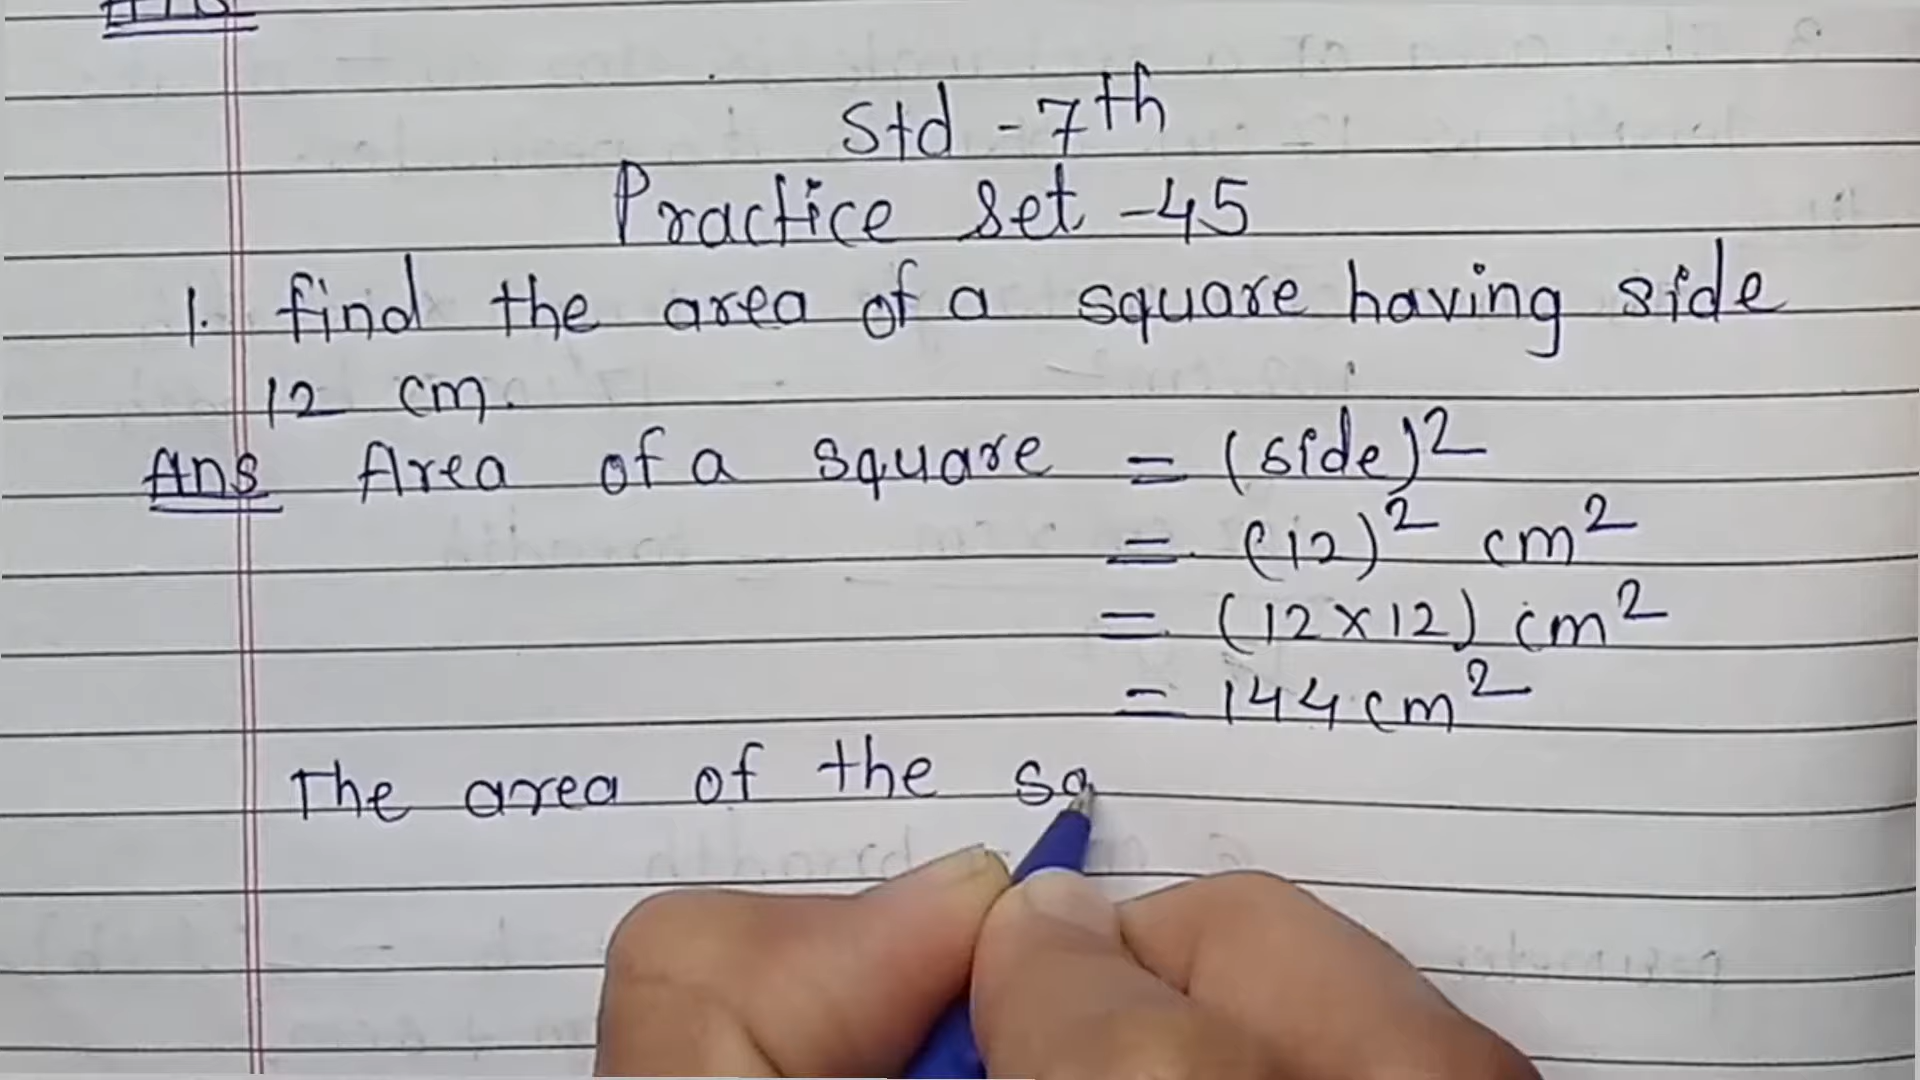 Std - 7th
Practice set - 45
1. find the area of a square having side
12 cm.
Ans Area of a square = (side)²
= (12)² cm²
= (12×12) cm²
= 144 cm²
The area of the sq